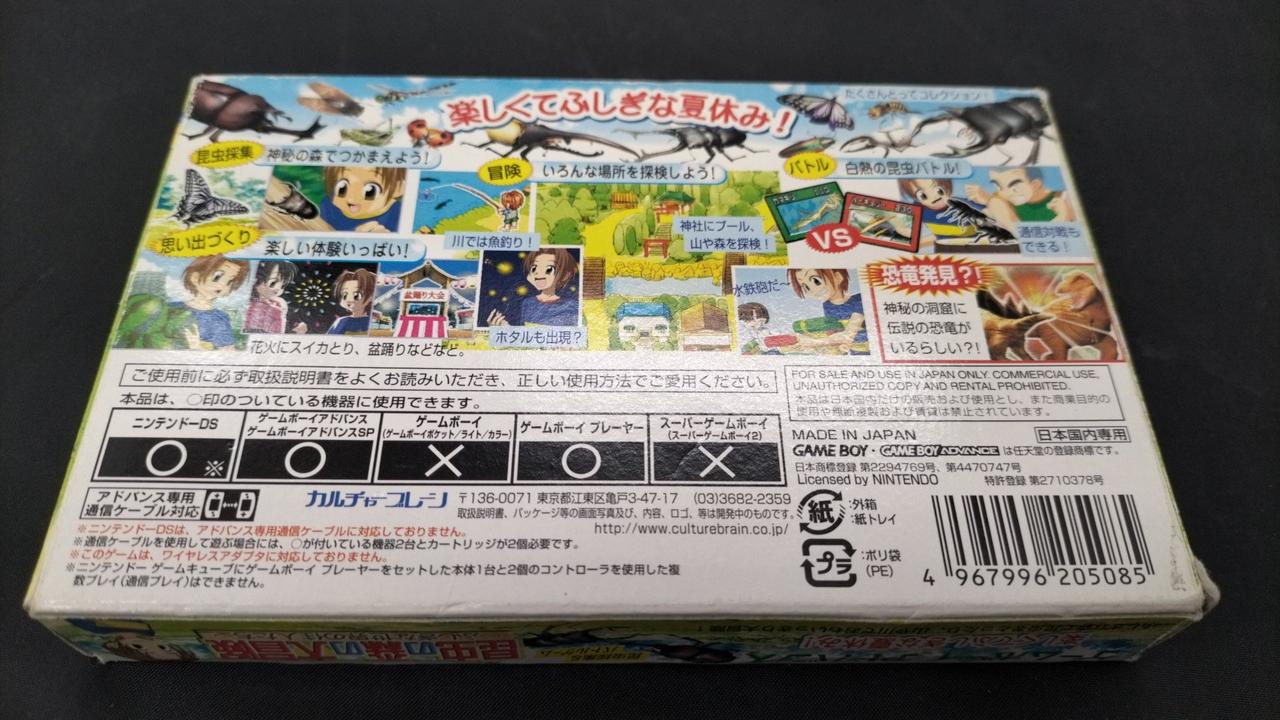 楽しくてふしぎな夏休み!
たくさんとってコレクション!
昆虫採集 神秘の森でつかまえよう!
冒険 いろんな場所を探検しよう!
バトル 白熱の昆虫バトル!
VS
通信対戦も
できる!
思い出づくり 楽しい体験いっぱい!
川では魚釣り!
神社にプール、
山や森を探検!
盆踊り大会
ホタルも出現?
水鉄砲だ~
花火にスイカとり、盆踊りなどなど。
恐竜発見?!
神秘の洞窟に
伝説の恐竜が
いるらしい?!
ご使用前に必ず取扱説明書をよくお読みいただき、正しい使用方法でご愛用ください。
本品は、○印のついている機器に使用できます。
ニンテンドーDS
○※
ゲームボーイアドバンス
ゲームボーイアドバンスSP
○
ゲームボーイ
(ゲームボーイポケット/ライト/カラー)
×
ゲームボーイ プレーヤー
○
スーパーゲームボーイ
(スーパーゲームボーイ2)
×
FOR SALE AND USE IN JAPAN ONLY. COMMERCIAL USE,
UNAUTHORIZED COPY AND RENTAL PROHIBITED.
本品は日本国内だけの販売および使用とし、また商業目的の
使用や無断複製および賃貸は禁止されています。
MADE IN JAPAN 日本国内専用
GAME BOY・GAME BOY ADVANCE は任天堂の登録商標です。
日本商標登録 第2294769号、第4470747号
Licensed by NINTENDO 特許登録 第2710378号
アドバンス専用
通信ケーブル対応
カルチャーブレーン
〒136-0071 東京都江東区亀戸3-47-17 (03)3682-2359
取扱説明書、パッケージ等の画面写真及び、内容、ロゴ、等は開発中のものです。
http://www.culturebrain.co.jp/
※ニンテンドーDSは、アドバンス専用通信ケーブルに対応しておりません。
※通信ケーブルを使用して遊ぶ場合には、○が付いている機器2台とカートリッジが2個必要です。
※このゲームは、ワイヤレスアダプタに対応しておりません。
※ニンテンドー ゲームキューブにゲームボーイ プレーヤーをセットした本体1台と2個のコントローラを使用した複
数プレイ(通信プレイ)はできません。
紙 :外箱
:紙トレイ
プラ :ポリ袋
(PE)
4 967996 205085
昆虫の森の大冒険